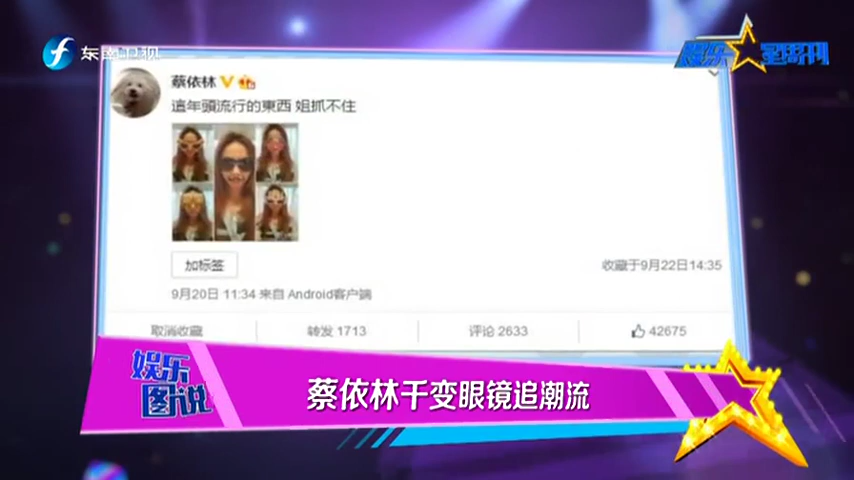 东南卫视
娱乐星周刊
蔡依林
這年頭流行的東西 姐抓不住
加标签
收藏于9月22日14:35
9月20日 11:34 来自 Android客户端
取消收藏 转发 1713 评论 2633 42675
娱乐
图说
蔡依林千变眼镜追潮流